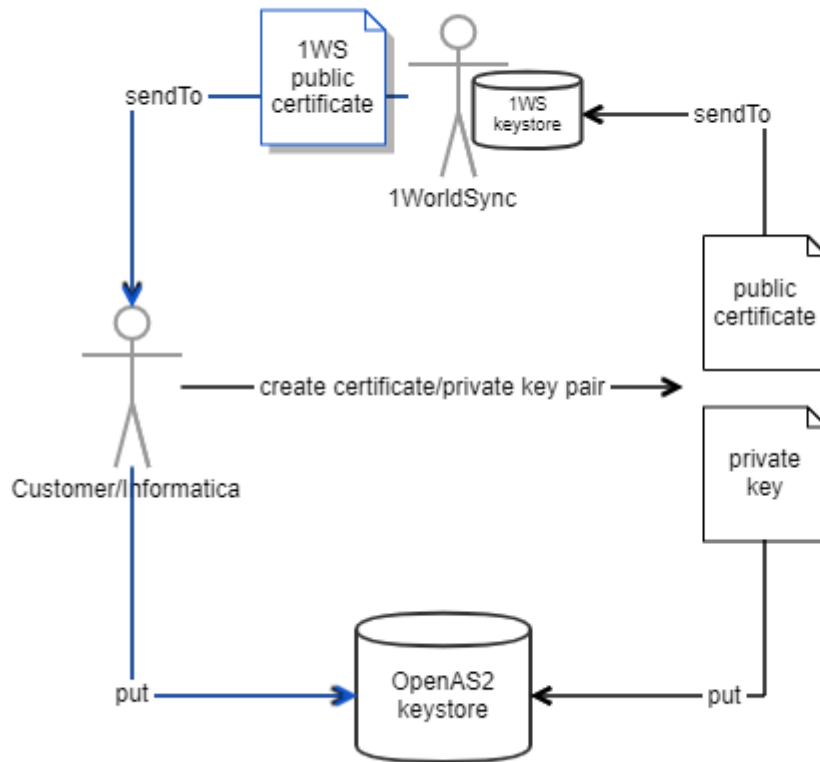 1WS
public
certificate
sendTo
1WS
keystore
sendTo
1WorldSync
public
certificate
create certificate/private key pair
private
key
Customer/Informatica
OpenAS2
keystore
put
put